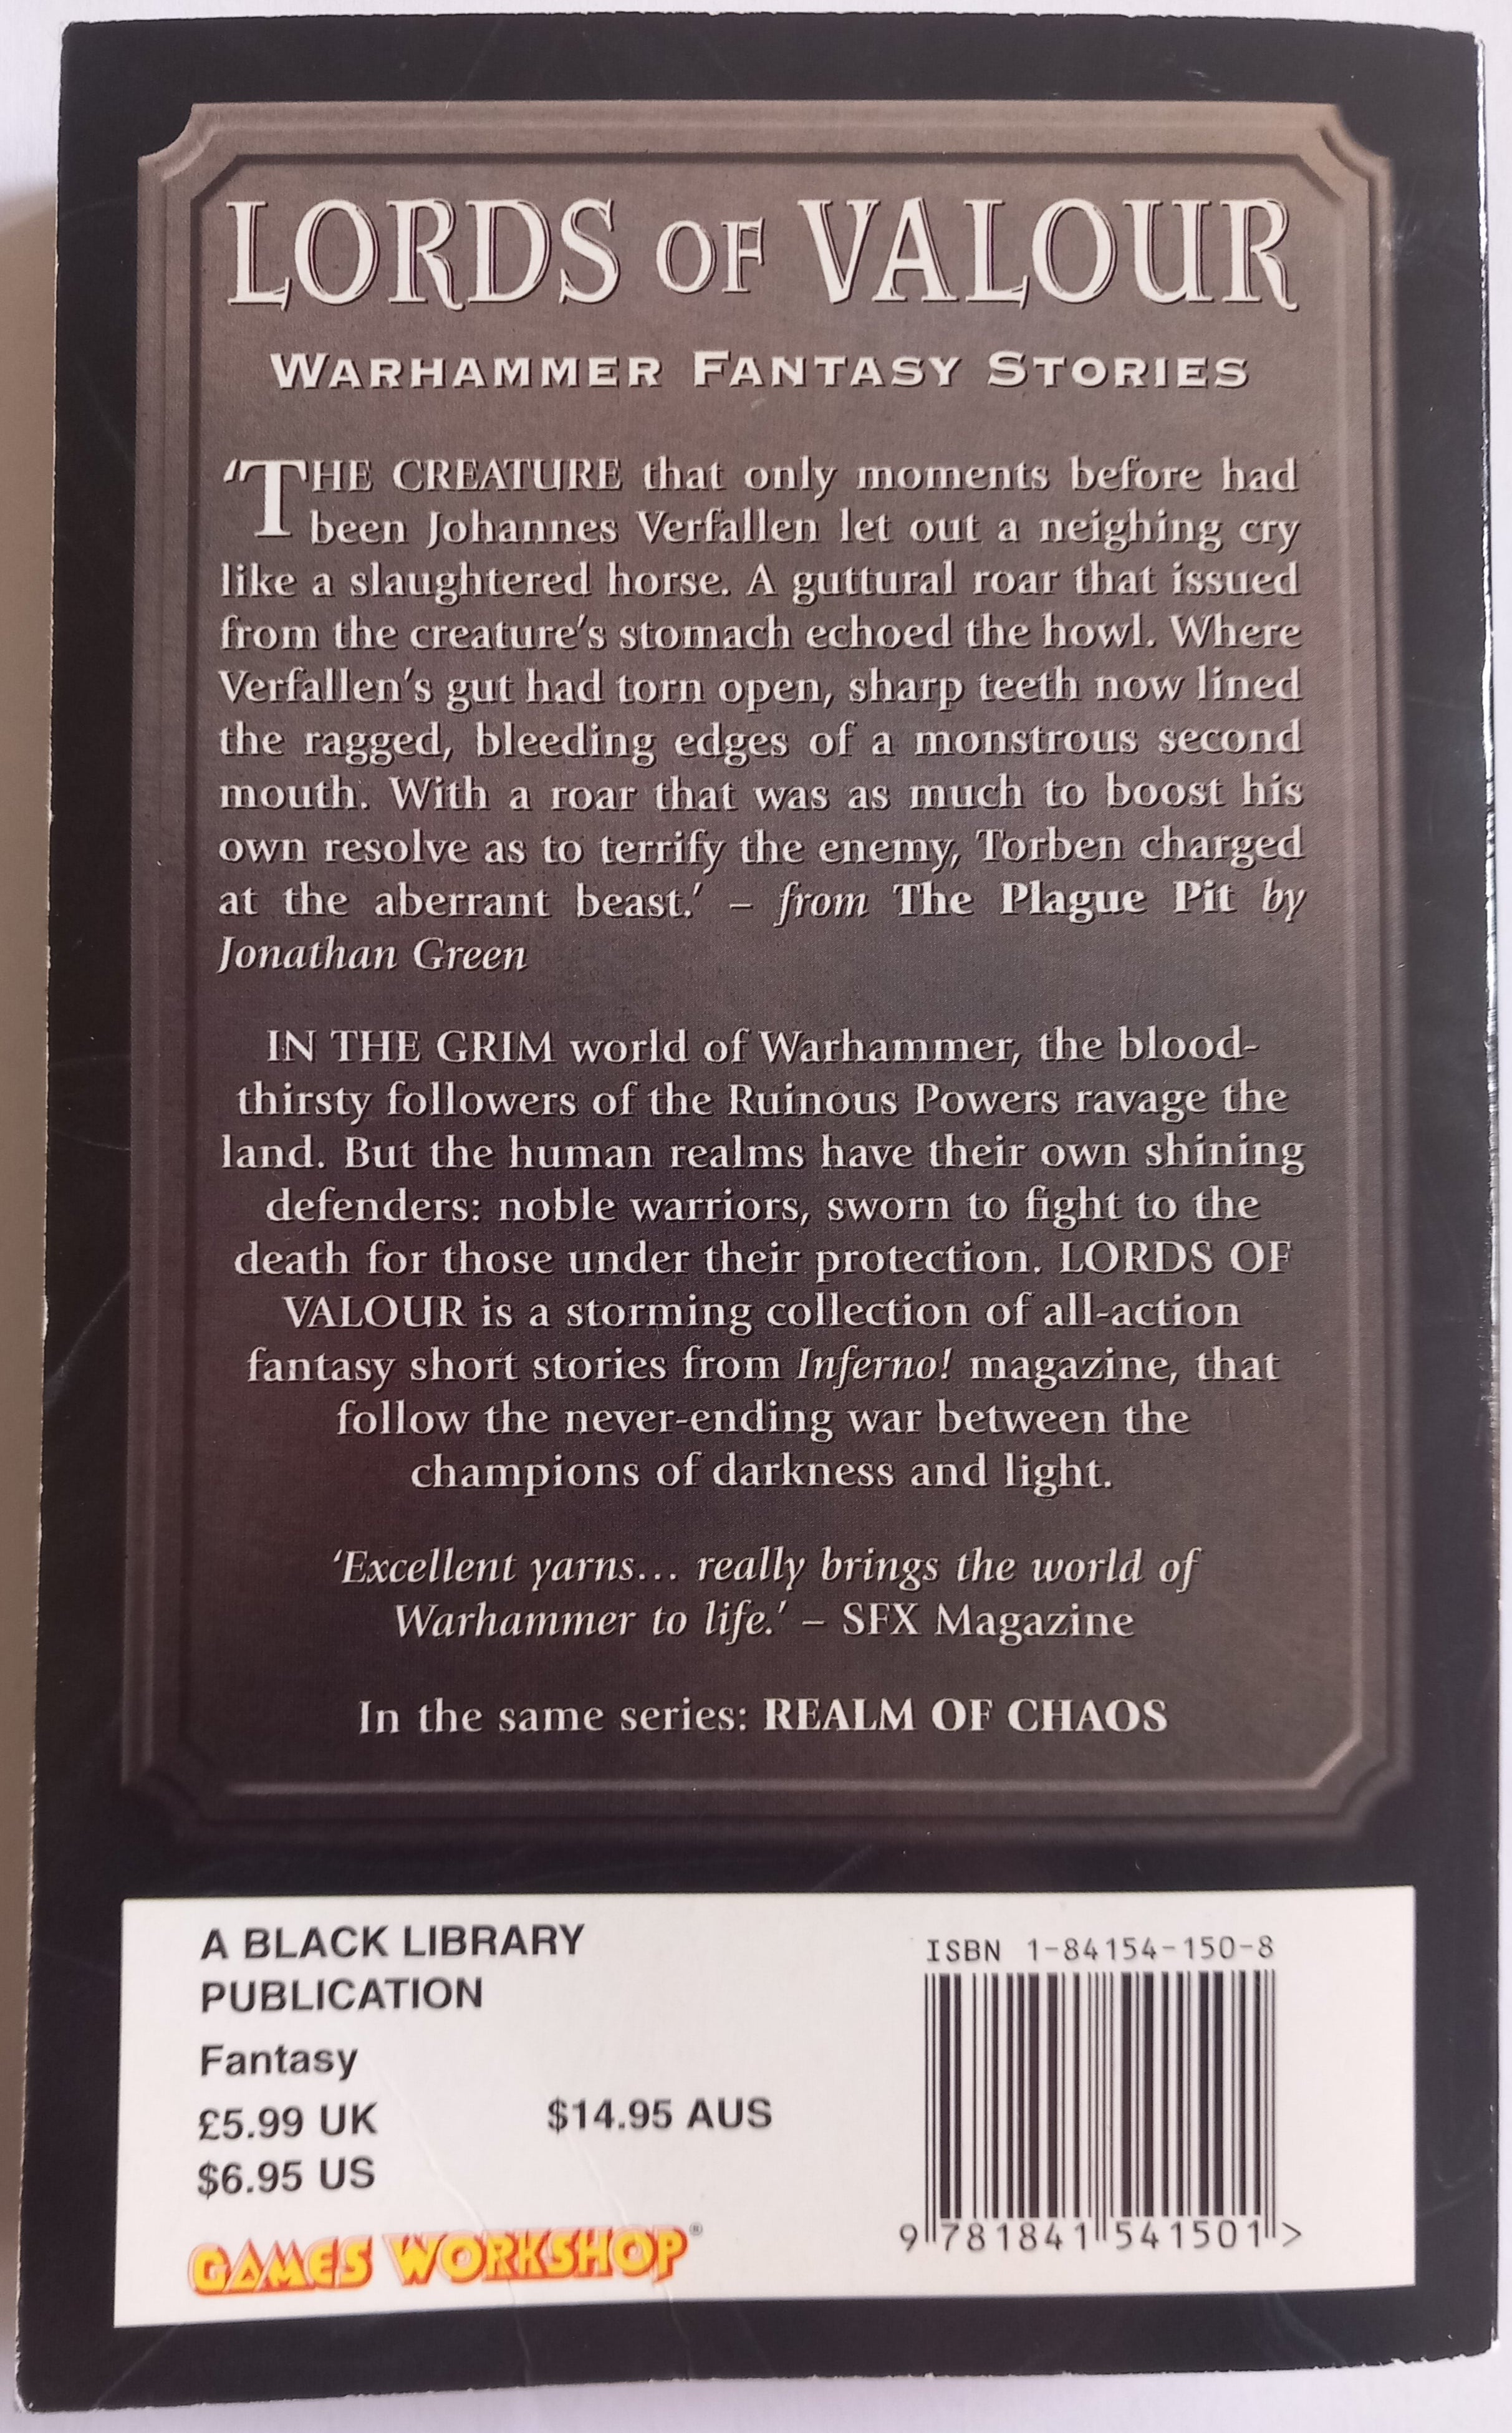 LORDS OF VALOUR
WARHAMMER FANTASY STORIES
'THE CREATURE that only moments before had
been Johannes Verfallen let out a neighing cry
like a slaughtered horse. A guttural roar that issued
from the creature's stomach echoed the howl. Where
Verfallen's gut had torn open, sharp teeth now lined
the ragged, bleeding edges of a monstrous second
mouth. With a roar that was as much to boost his
own resolve as to terrify the enemy, Torben charged
at the aberrant beast.' – from The Plague Pit by
Jonathan Green
IN THE GRIM world of Warhammer, the blood-
thirsty followers of the Ruinous Powers ravage the
land. But the human realms have their own shining
defenders: noble warriors, sworn to fight to the
death for those under their protection. LORDS OF
VALOUR is a storming collection of all-action
fantasy short stories from Inferno! magazine, that
follow the never-ending war between the
champions of darkness and light.
'Excellent yarns... really brings the world of
Warhammer to life.' – SFX Magazine
In the same series: REALM OF CHAOS
A BLACK LIBRARY
PUBLICATION
Fantasy
£5.99 UK $14.95 AUS
$6.95 US
GAMES WORKSHOP®
ISBN 1-84154-150-8
9 781841 541501 >